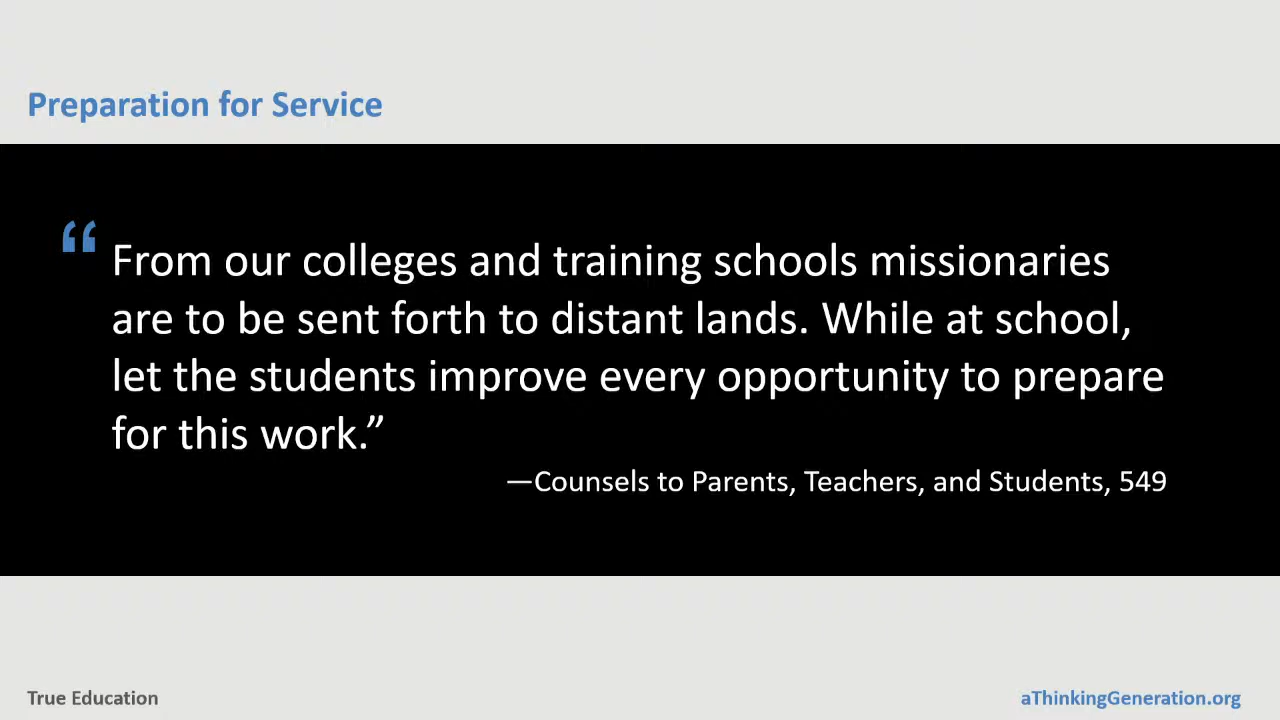 Preparation for Service
“From our colleges and training schools missionaries
are to be sent forth to distant lands. While at school,
let the students improve every opportunity to prepare
for this work.”
—Counsels to Parents, Teachers, and Students, 549
True Education
aThinkingGeneration.org